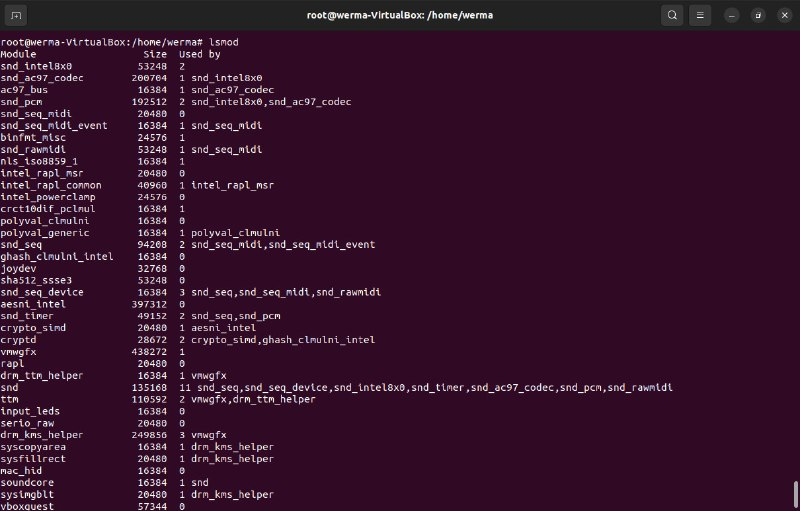 root@werma-VirtualBox: /home/werma
root@werma-VirtualBox:/home/werma# lsmod
Module                  Size  Used by
snd_intel8x0           53248  2
snd_ac97_codec        200704  1 snd_intel8x0
ac97_bus               16384  1 snd_ac97_codec
snd_pcm               192512  2 snd_intel8x0,snd_ac97_codec
snd_seq_midi           20480  0
snd_seq_midi_event     16384  1 snd_seq_midi
binfmt_misc            24576  1
snd_rawmidi            53248  1 snd_seq_midi
nls_iso8859_1          16384  1
intel_rapl_msr         20480  0
intel_rapl_common      40960  1 intel_rapl_msr
intel_powerclamp       24576  0
crct10dif_pclmul       16384  1
polyval_clmulni        16384  0
polyval_generic        16384  1 polyval_clmulni
snd_seq                94208  2 snd_seq_midi,snd_seq_midi_event
ghash_clmulni_intel    16384  0
joydev                 32768  0
sha512_ssse3           53248  0
snd_seq_device         16384  3 snd_seq,snd_seq_midi,snd_rawmidi
aesni_intel           397312  0
snd_timer              49152  2 snd_seq,snd_pcm
crypto_simd            20480  1 aesni_intel
cryptd                 28672  2 crypto_simd,ghash_clmulni_intel
vmwgfx                438272  1
rapl                   20480  0
drm_ttm_helper         16384  1 vmwgfx
snd                   135168  11 snd_seq,snd_seq_device,snd_intel8x0,snd_timer,snd_ac97_codec,snd_pcm,snd_rawmidi
ttm                   110592  2 vmwgfx,drm_ttm_helper
input_leds             16384  0
serio_raw              20480  0
drm_kms_helper        249856  3 vmwgfx
syscopyarea            16384  1 drm_kms_helper
sysfillrect            20480  1 drm_kms_helper
mac_hid                16384  0
soundcore              16384  1 snd
sysimgblt              20480  1 drm_kms_helper
vboxguest              57344  0